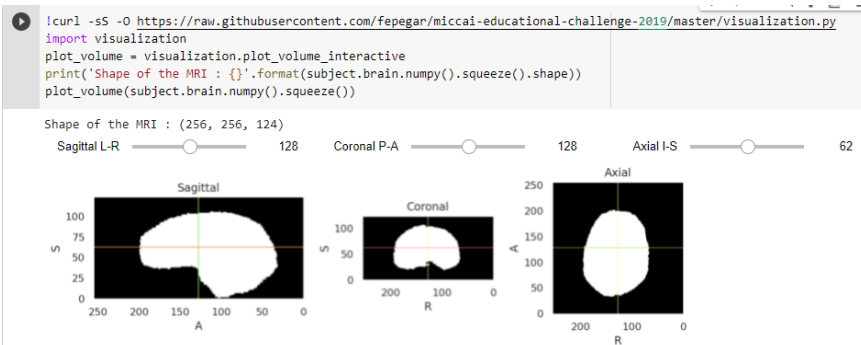 !curl -sS -O https://raw.githubusercontent.com/fepegar/miccai-educational-challenge-2019/master/visualization.py
import visualization
plot_volume = visualization.plot_volume_interactive
print('Shape of the MRI : {}'.format(subject.brain.numpy().squeeze().shape))
plot_volume(subject.brain.numpy().squeeze())
Shape of the MRI : (256, 256, 124)
Sagittal L-R 128 Coronal P-A 128 Axial I-S 62
Sagittal
S
100
75
50
25
0
250 200 150 100 50 0
A
Coronal
S
100
50
0
200 100 0
R
Axial
A
250
200
150
100
50
0
200 100 0
R